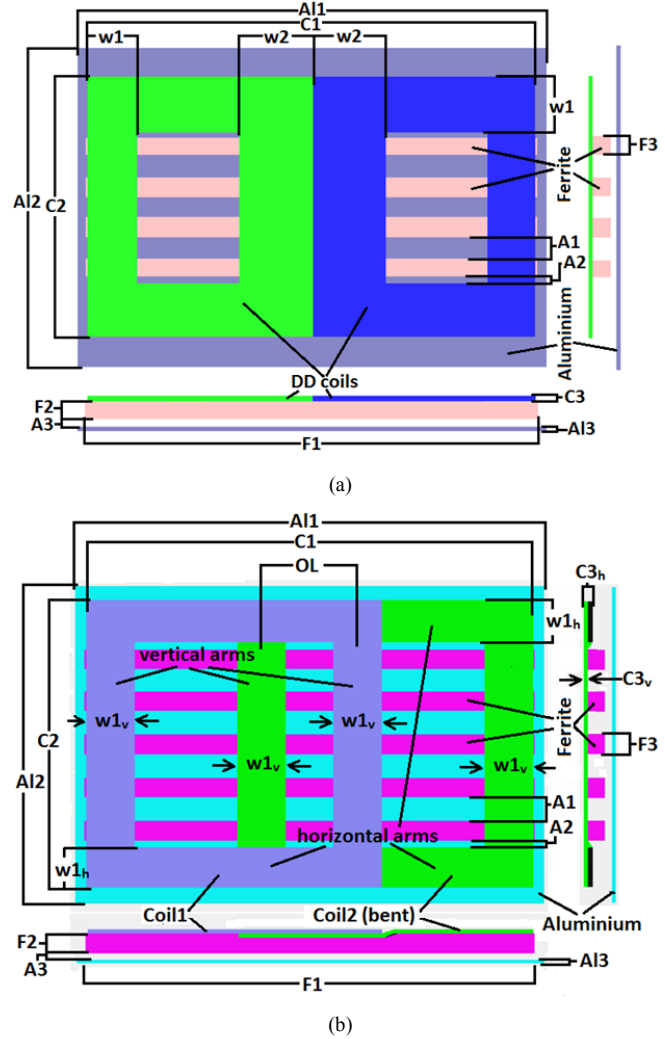 Al1
C1
w1
w2
w2
w1
Al2
C2
Ferrite
F3
A1
A2
Aluminium
DD coils
F2
A3
C3
Al3
F1
(a)
Al1
C1
OL
C3h
w1h
vertical arms
C3v
w1v
w1v
C2
Al2
w1v
w1v
Ferrite
F3
A1
A2
horizontal arms
w1h
Coil1
Coil2 (bent)
Aluminium
F2
A3
Al3
F1
(b)